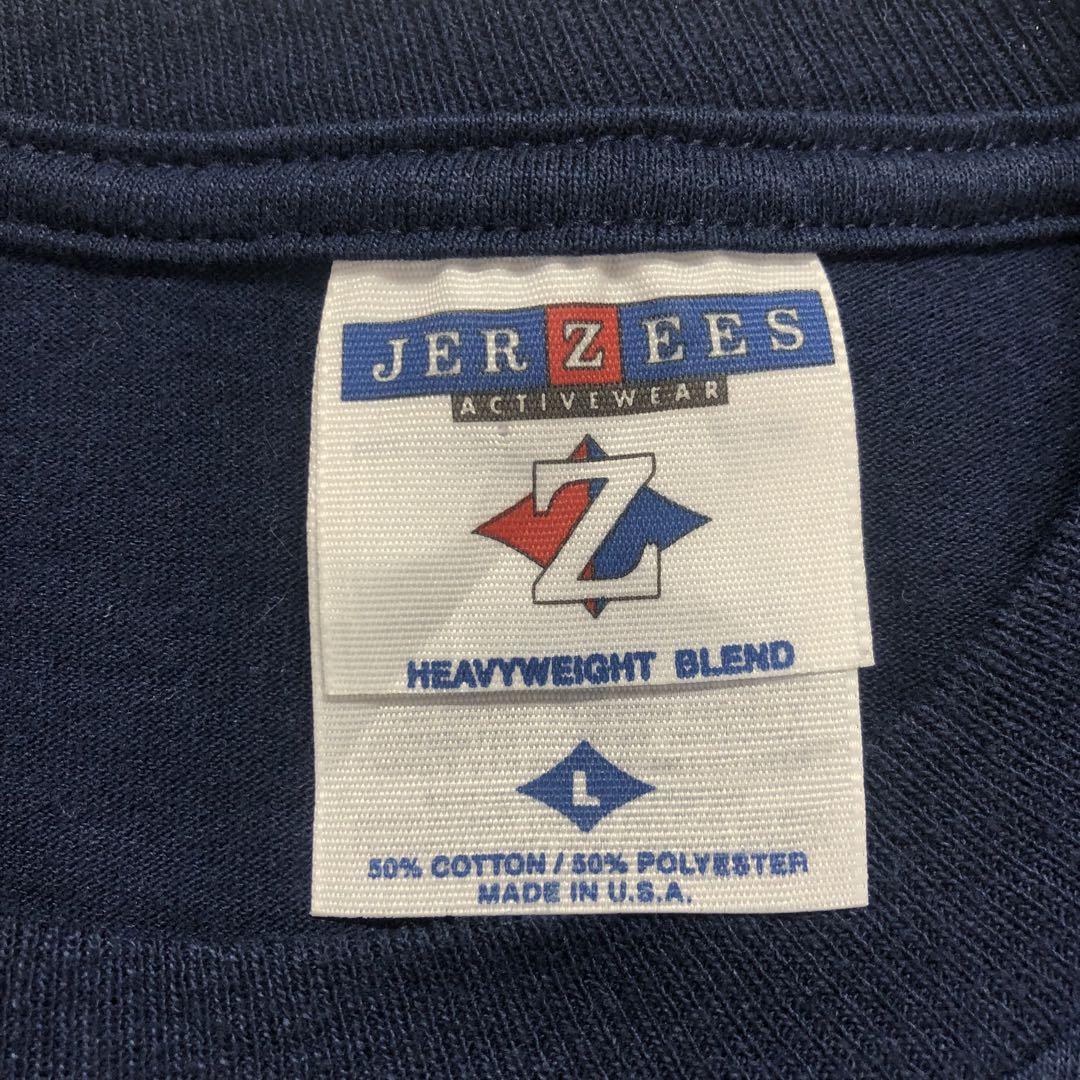 JERZEES
ACTIVEWEAR
Z
HEAVYWEIGHT BLEND
L
50% COTTON / 50% POLYESTER
MADE IN U.S.A.